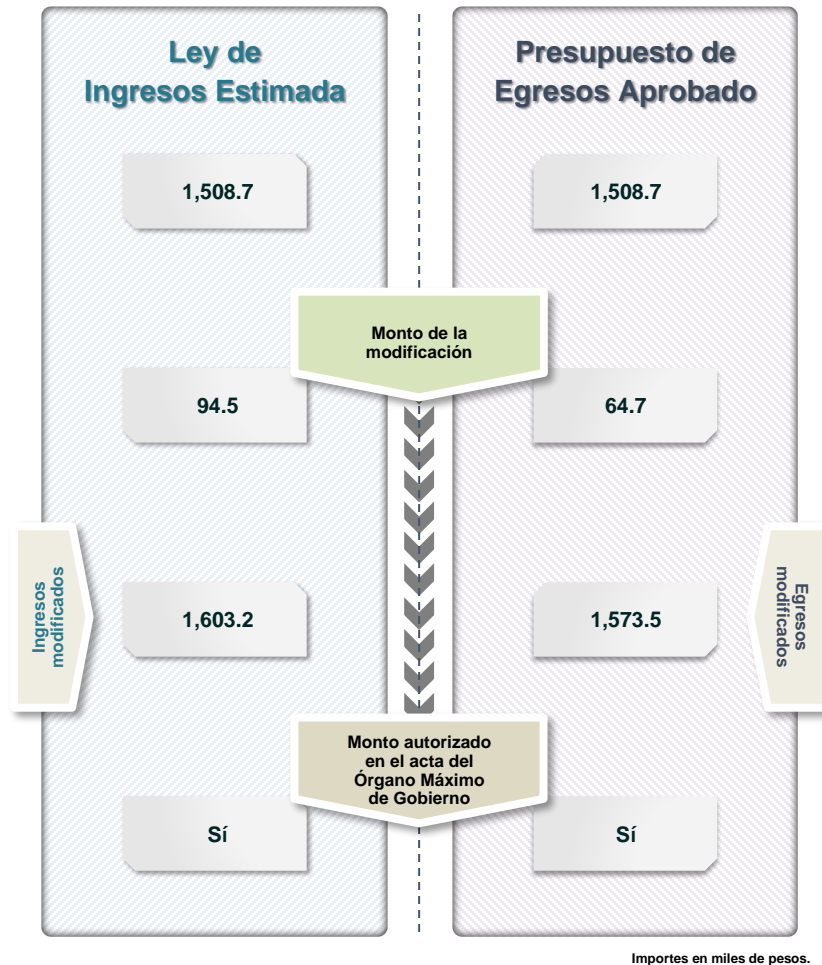 Ley de
Ingresos Estimada
Presupuesto de
Egresos Aprobado
1,508.7
1,508.7
Monto de la
modificación
94.5
64.7
Ingresos
modificados
1,603.2
1,573.5
Egresos
modificados
Monto autorizado
en el acta del
Órgano Máximo
de Gobierno
Sí
Sí
Importes en miles de pesos.